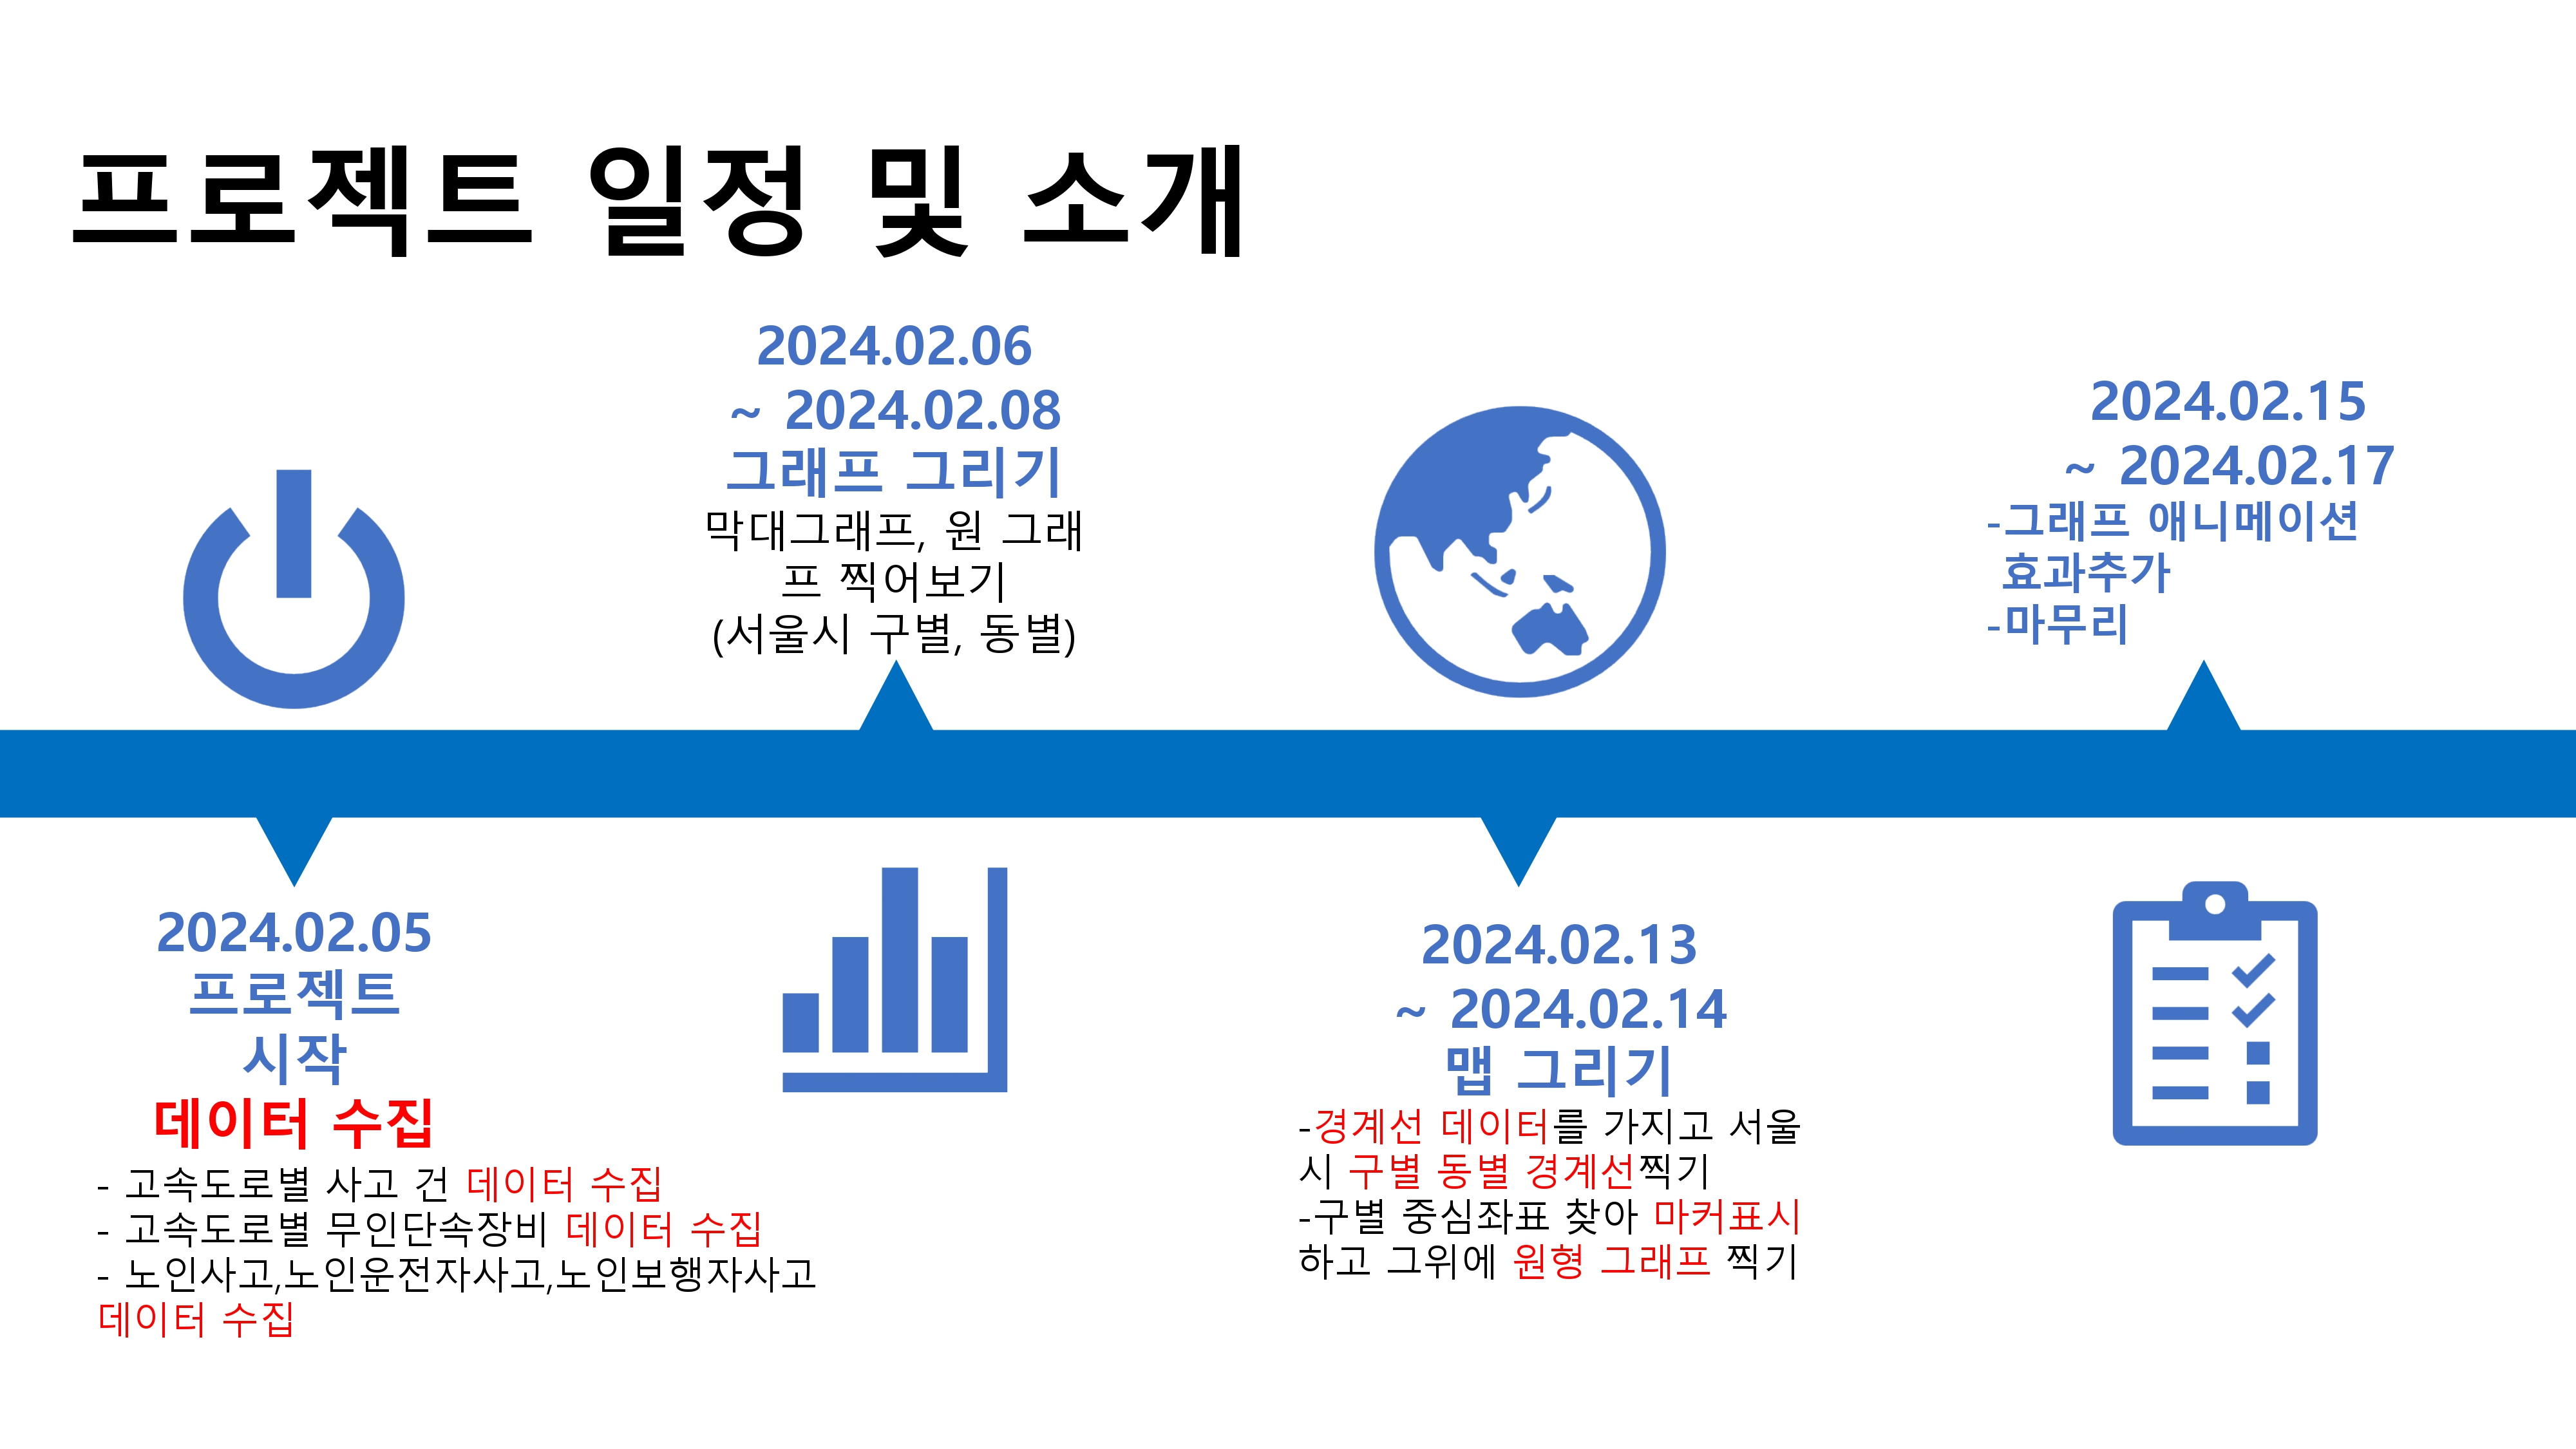 프로젝트 일정 및 소개
2024.02.05
프로젝트
시작
데이터 수집
- 고속도로별 사고 건 데이터 수집
- 고속도로별 무인단속장비 데이터 수집
- 노인사고,노인운전자사고,노인보행자사고
데이터 수집
2024.02.06
~ 2024.02.08
그래프 그리기
막대그래프, 원 그래
프 찍어보기
(서울시 구별, 동별)
2024.02.13
~ 2024.02.14
맵 그리기
-경계선 데이터를 가지고 서울
시 구별 동별 경계선찍기
-구별 중심좌표 찾아 마커표시
하고 그위에 원형 그래프 찍기
2024.02.15
~ 2024.02.17
-그래프 애니메이션
효과추가
-마무리